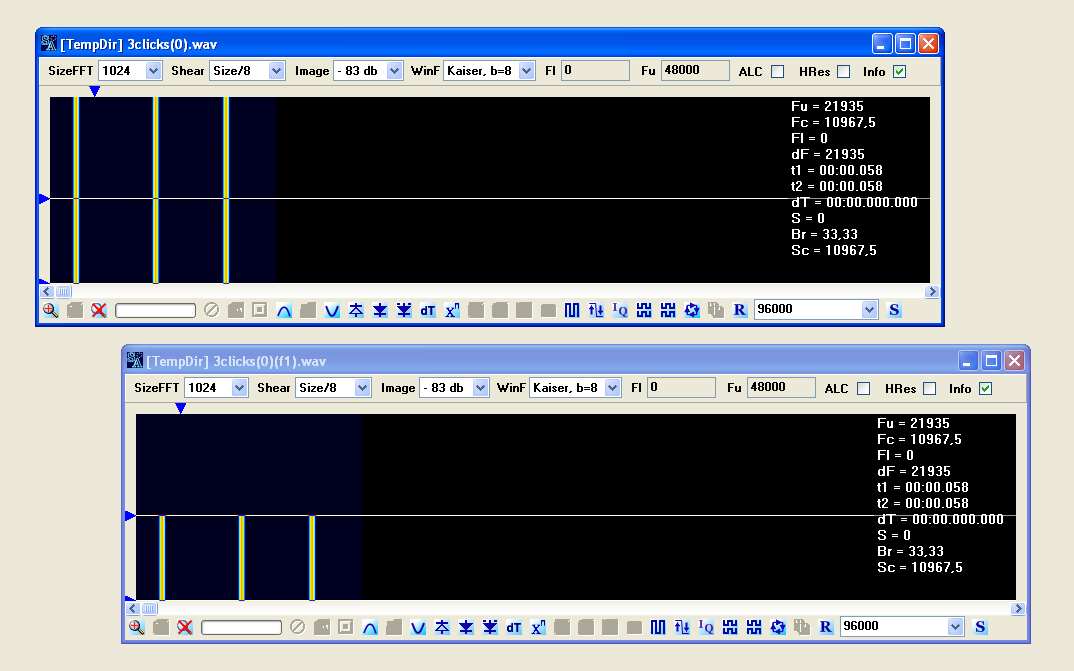 [TempDir] 3clicks(0).wav
SizeFFT 1024 Shear Size/8 Image - 83 db WinF Kaiser, b=8 Fl 0 Fu 48000 ALC HRes Info
Fu = 21935
Fc = 10967,5
Fl = 0
dF = 21935
t1 = 00:00.058
t2 = 00:00.058
dT = 00:00.000.000
S = 0
Br = 33,33
Sc = 10967,5
dT Xn IQ R 96000 S
[TempDir] 3clicks(0)(f1).wav
SizeFFT 1024 Shear Size/8 Image - 83 db WinF Kaiser, b=8 Fl 0 Fu 48000 ALC HRes Info
Fu = 21935
Fc = 10967,5
Fl = 0
dF = 21935
t1 = 00:00.058
t2 = 00:00.058
dT = 00:00.000.000
S = 0
Br = 33,33
Sc = 10967,5
dT Xn IQ R 96000 S